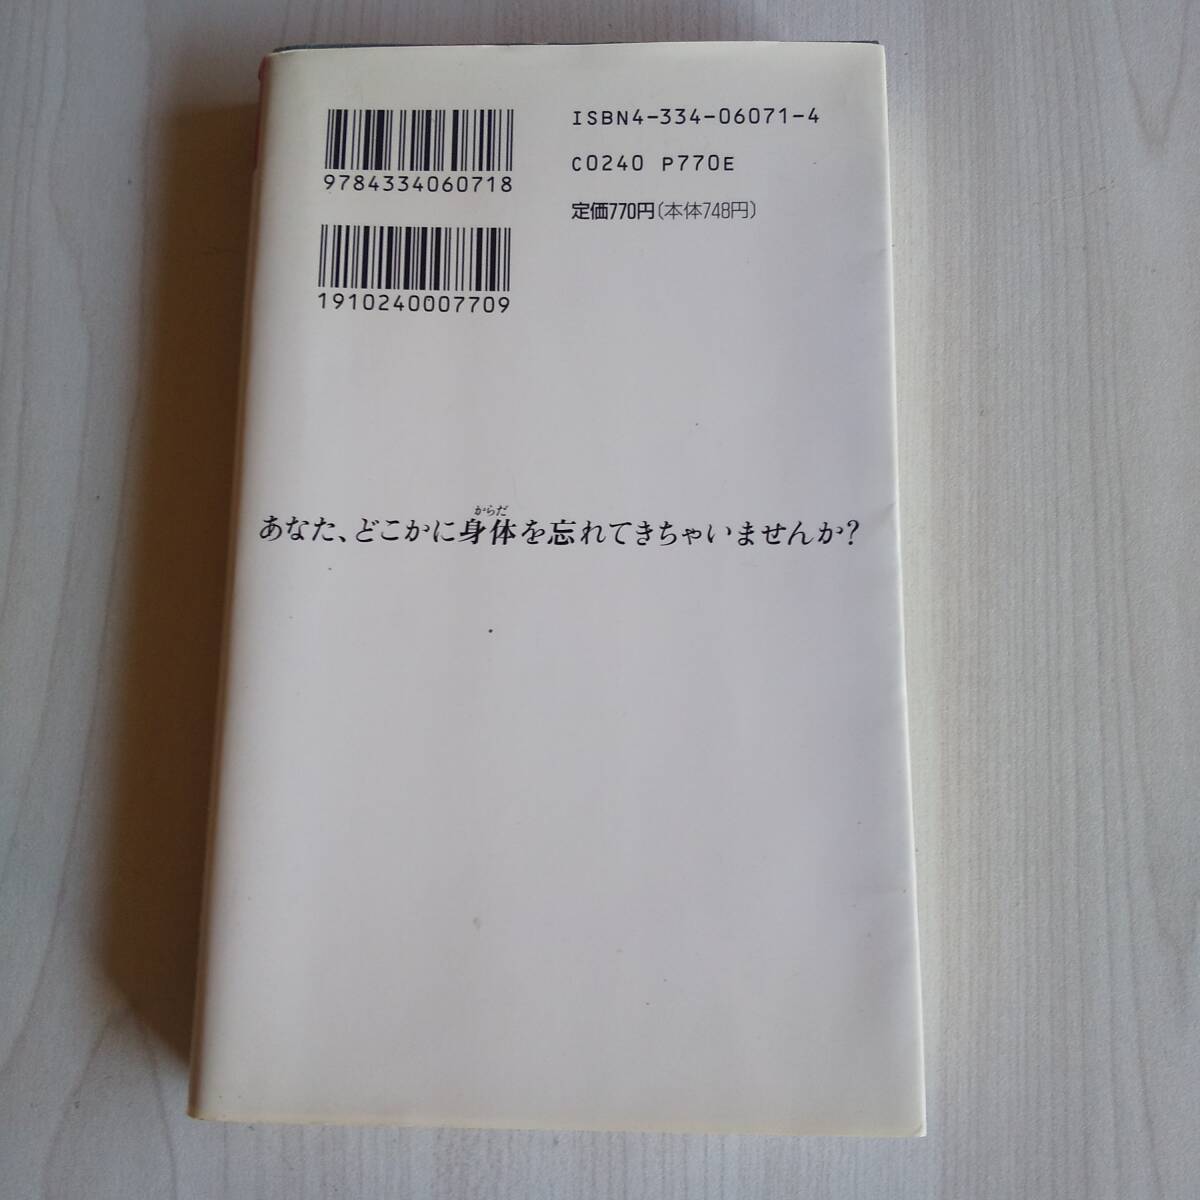 9784334060718
1910240007709
ISBN4-334-06071-4
C0240 P770E
定価770円(本体748円)
からだ
あなた、どこかに身体を忘れてきちゃいませんか?